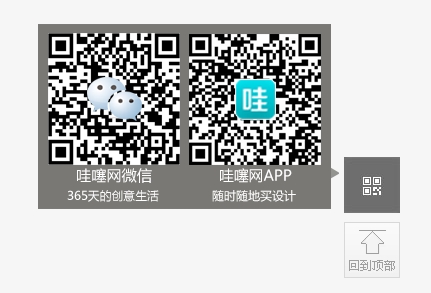 哇
哇噻网微信
365天的创意生活
哇噻网APP
随时随地买设计
回到顶部